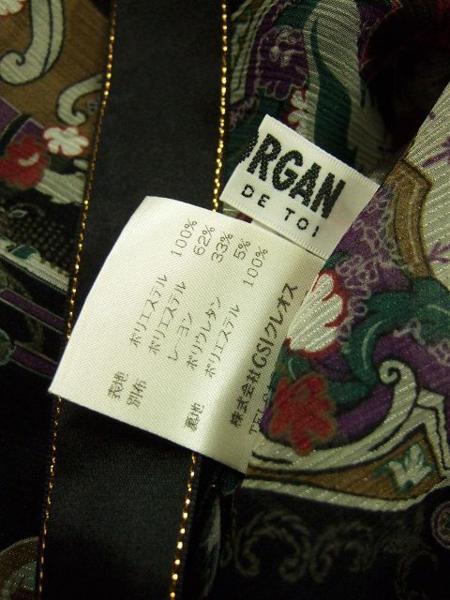 ORGAN
DE TOI
表地 ポリエステル 100%
別布 ポリエステル 62%
レーヨン 33%
ポリウレタン 5%
裏地 ポリエステル 100%
株式会社GSIクレオス
TEL